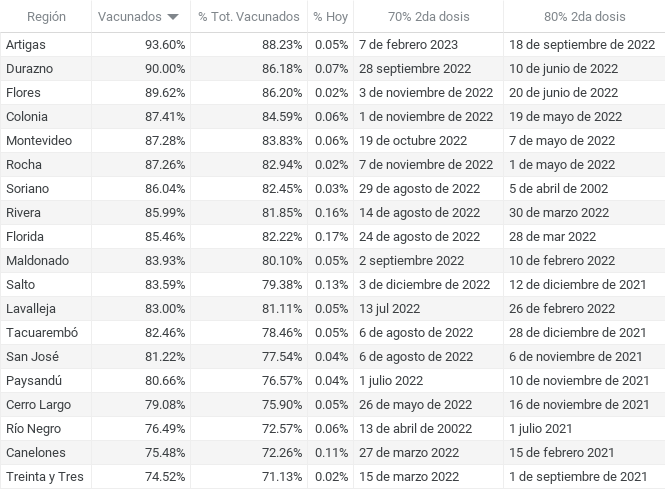 Región Vacunados % Tot. Vacunados % Hoy 70% 2da dosis 80% 2da dosis
Artigas 93.60% 88.23% 0.05% 7 de febrero 2023 18 de septiembre de 2022
Durazno 90.00% 86.18% 0.07% 28 septiembre 2022 10 de junio de 2022
Flores 89.62% 86.20% 0.02% 3 de noviembre de 2022 20 de junio de 2022
Colonia 87.41% 84.59% 0.06% 1 de noviembre de 2022 19 de mayo de 2022
Montevideo 87.28% 83.83% 0.06% 19 de octubre 2022 7 de mayo de 2022
Rocha 87.26% 82.94% 0.02% 7 de noviembre de 2022 1 de mayo de 2022
Soriano 86.04% 82.45% 0.03% 29 de agosto de 2022 5 de abril de 2002
Rivera 85.99% 81.85% 0.16% 14 de agosto de 2022 30 de marzo 2022
Florida 85.46% 82.22% 0.17% 24 de agosto de 2022 28 de mar 2022
Maldonado 83.93% 80.10% 0.05% 2 septiembre 2022 10 de febrero 2022
Salto 83.59% 79.38% 0.13% 3 de diciembre de 2022 12 de diciembre de 2021
Lavalleja 83.00% 81.11% 0.05% 13 jul 2022 26 de febrero 2022
Tacuarembó 82.46% 78.46% 0.05% 6 de agosto de 2022 28 de diciembre de 2021
San José 81.22% 77.54% 0.04% 6 de agosto de 2022 6 de noviembre de 2021
Paysandú 80.66% 76.57% 0.04% 1 julio 2022 10 de noviembre de 2021
Cerro Largo 79.08% 75.90% 0.05% 26 de mayo de 2022 16 de noviembre de 2021
Río Negro 76.49% 72.57% 0.06% 13 de abril de 20022 1 julio 2021
Canelones 75.48% 72.26% 0.11% 27 de marzo 2022 15 de febrero 2021
Treinta y Tres 74.52% 71.13% 0.02% 15 de marzo 2022 1 de septiembre de 2021